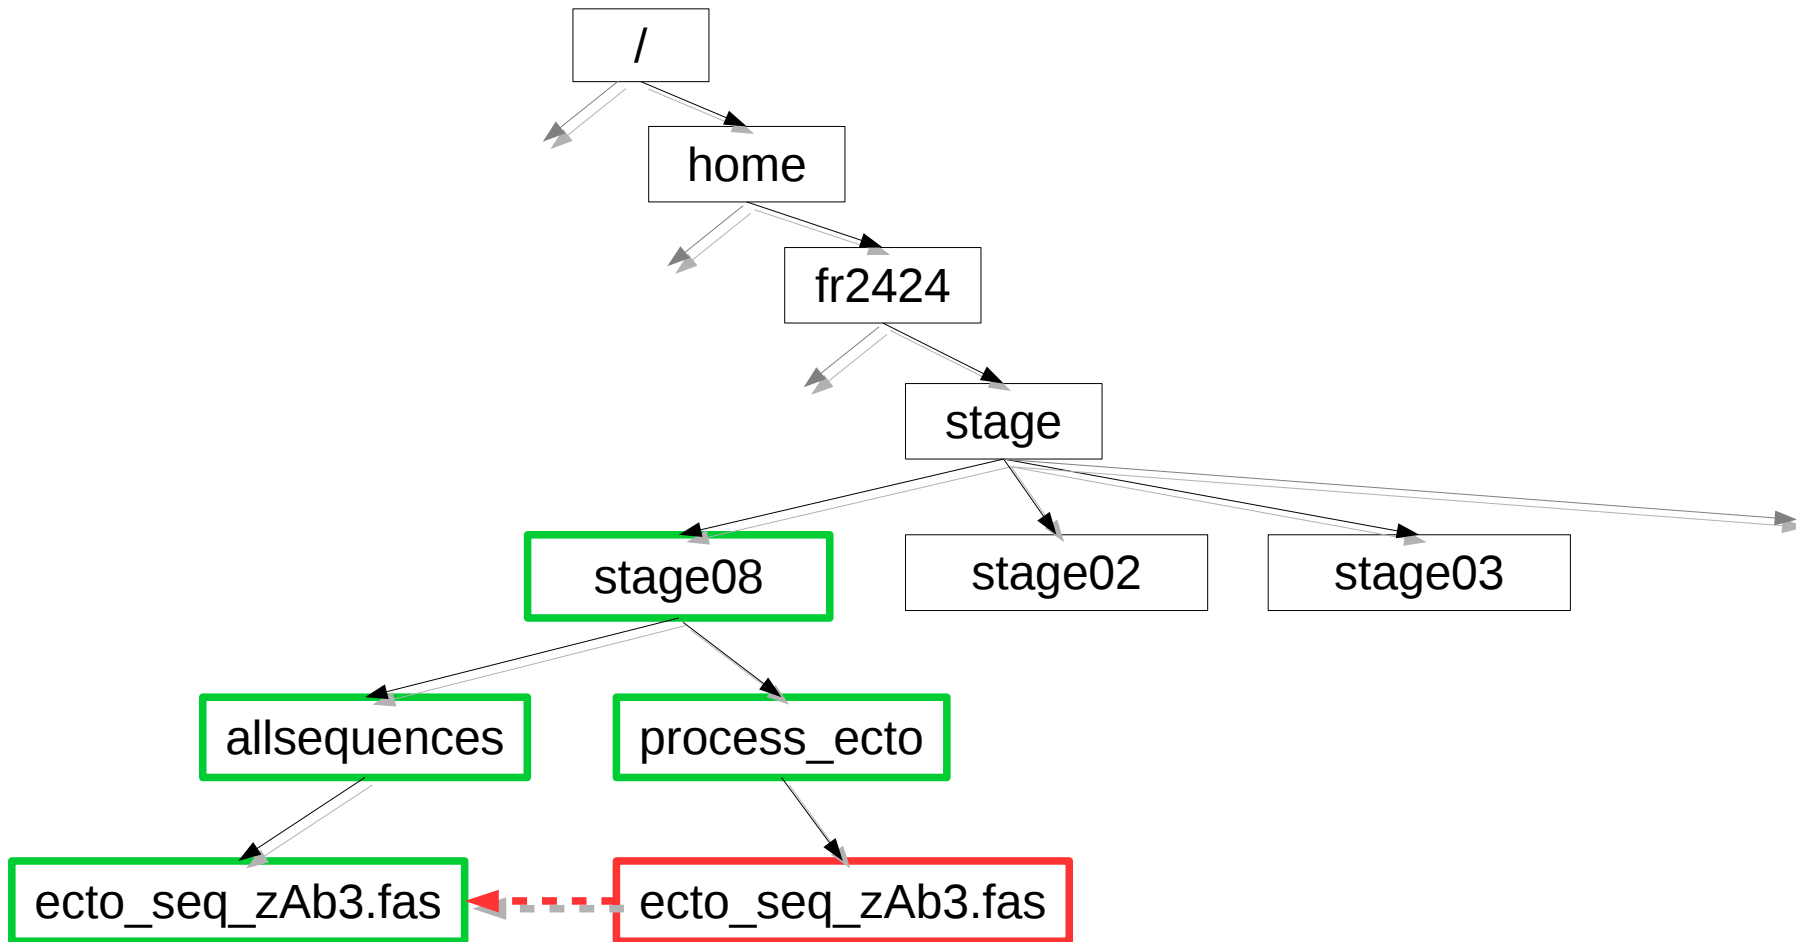 /
home
fr2424
stage
stage08
stage02
stage03
allsequences
process_ecto
ecto_seq_zAb3.fas
ecto_seq_zAb3.fas